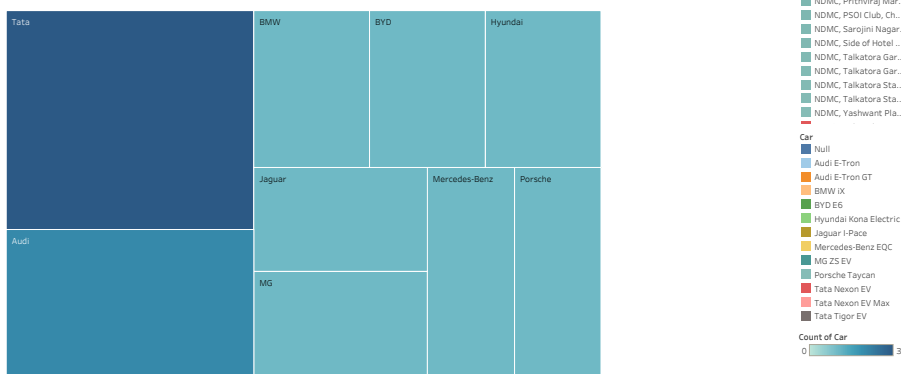 Tata
BMW
BYD
Hyundai
Jaguar
Mercedes-Benz
Porsche
Audi
MG
NDMC, Prithviraj Mar..
NDMC, PSOI Club, Ch..
NDMC, Sarojini Nagar..
NDMC, Side of Hotel ..
NDMC, Talkatora Gar..
NDMC, Talkatora Gar..
NDMC, Talkatora Sta..
NDMC, Talkatora Sta..
NDMC, Yashwant Pla..
Car
Null
Audi E-Tron
Audi E-Tron GT
BMW iX
BYD E6
Hyundai Kona Electric
Jaguar I-Pace
Mercedes-Benz EQC
MG ZS EV
Porsche Taycan
Tata Nexon EV
Tata Nexon EV Max
Tata Tigor EV
Count of Car
0 3